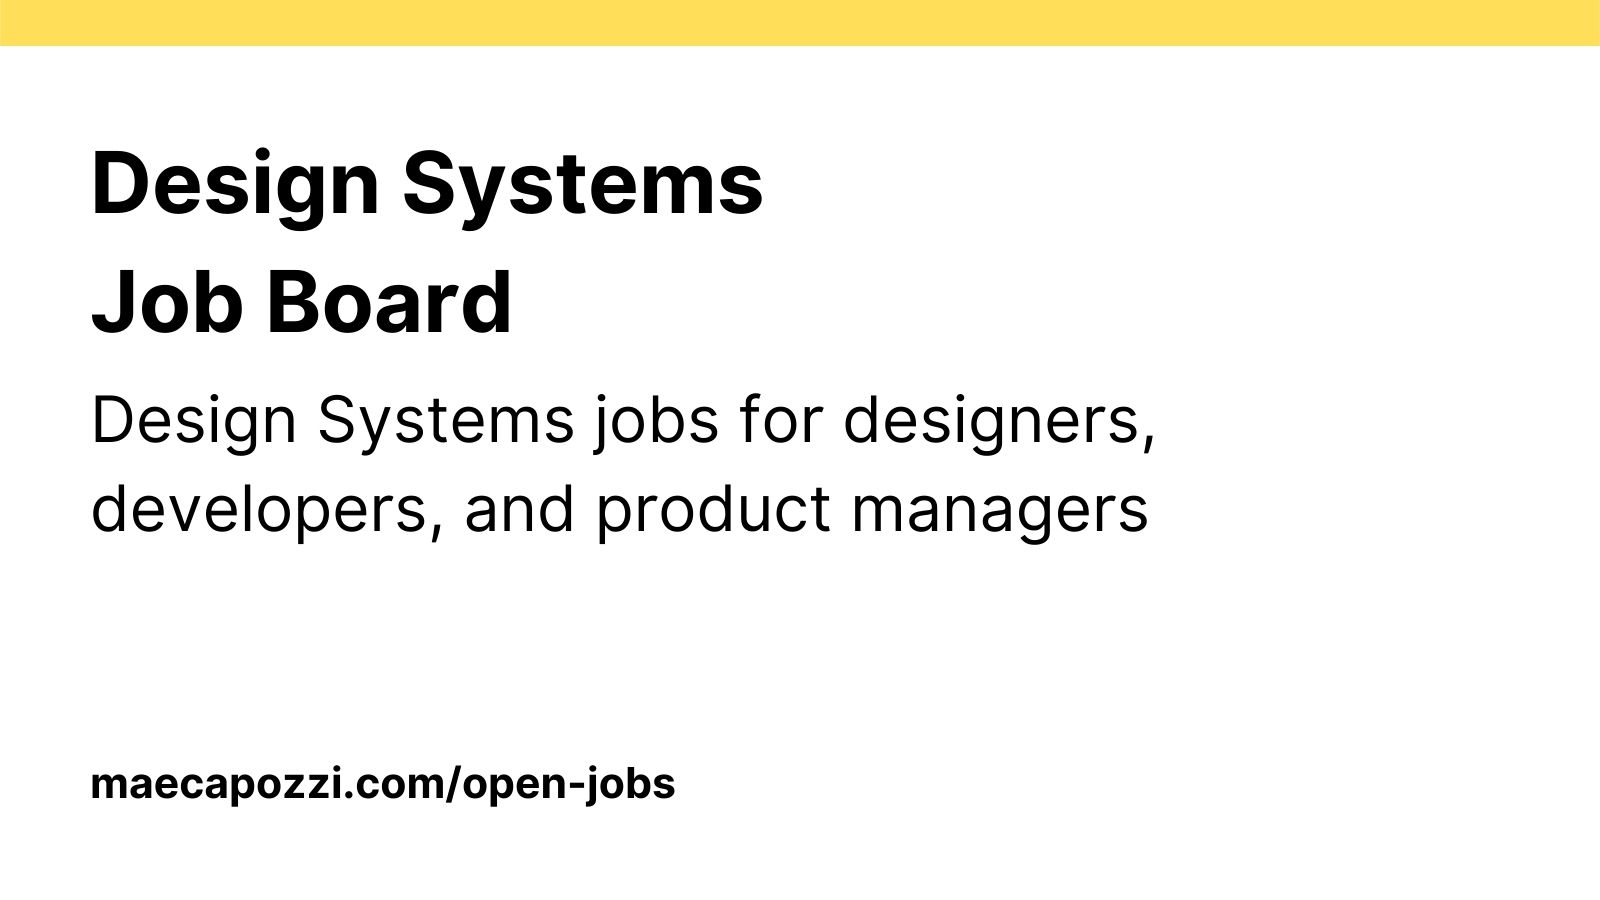 Design Systems
Job Board
Design Systems jobs for designers,
developers, and product managers
maecapozzi.com/open-jobs